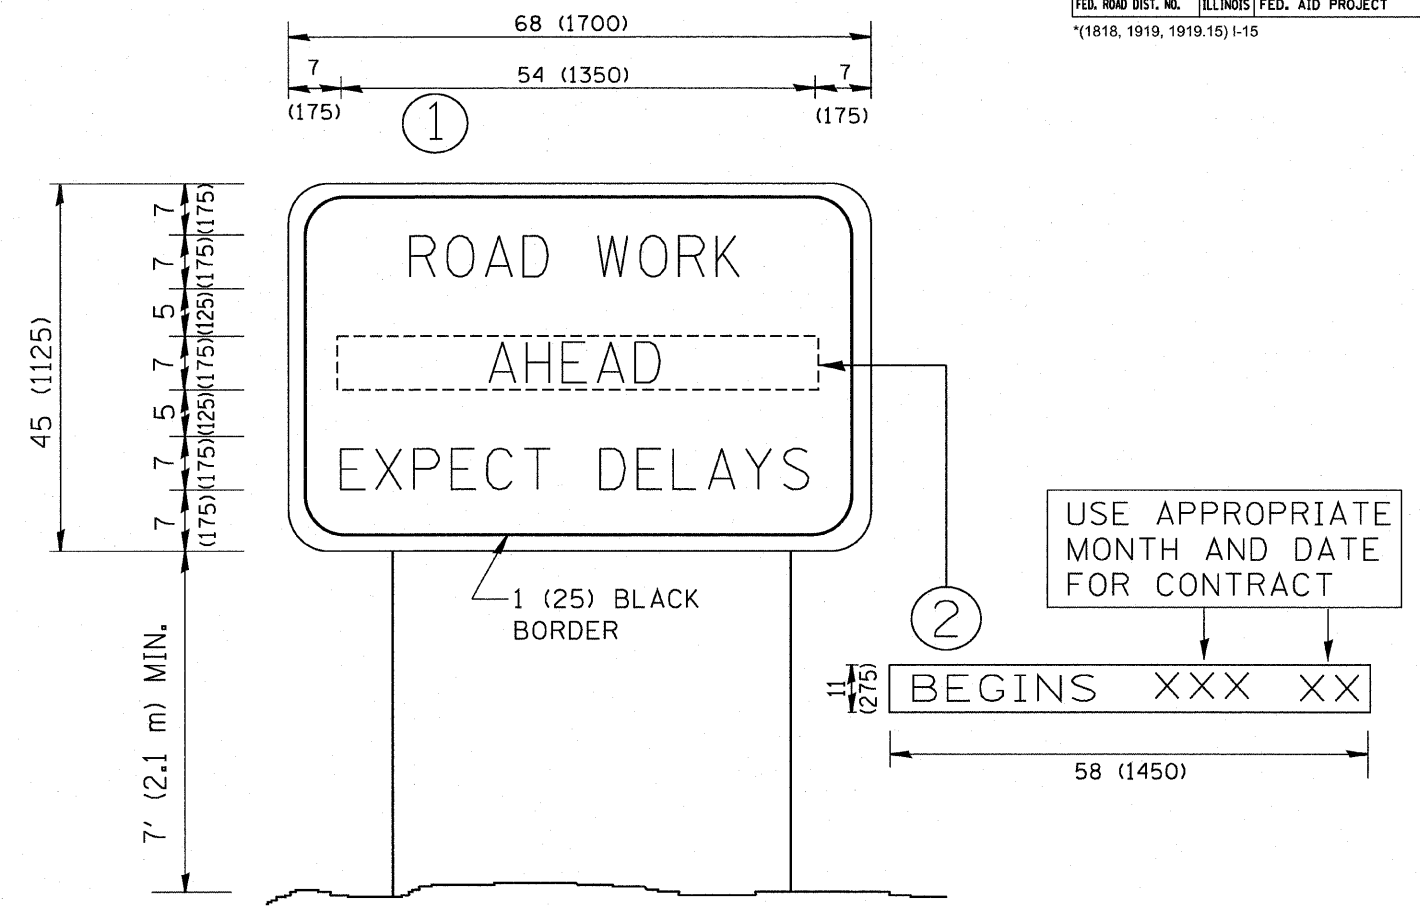 FED. ROAD DIST. NO. ILLINOIS FED. AID PROJECT
*(1818, 1919, 1919.15) I-15
68 (1700)
7 54 (1350) 7
(175) (175)
1
7 (175)
7 (175)
5 (125)
7 (175)
5 (125)
7 (175)
7 (175)
45 (1125)
ROAD WORK
AHEAD
EXPECT DELAYS
1 (25) BLACK
BORDER
7' (2.1 m) MIN.
USE APPROPRIATE
MONTH AND DATE
FOR CONTRACT
2
11
(275)
BEGINS XXX XX
58 (1450)